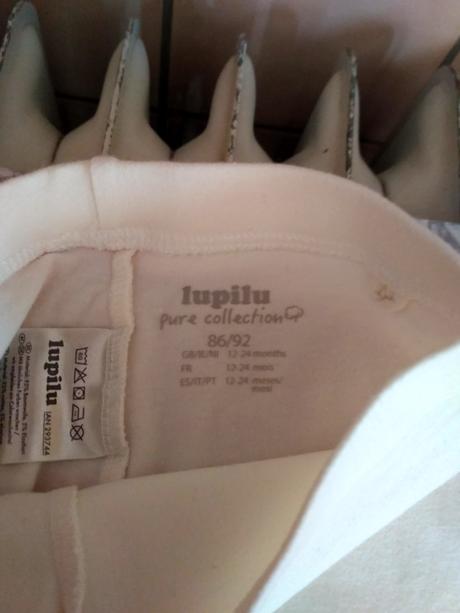 lupilu
pure collection
86/92
GB/IE/NI 12-24 months
FR 12-24 mois
ES/IT/PT 12-24 meses/
mesi
lupilu
IAN 293744